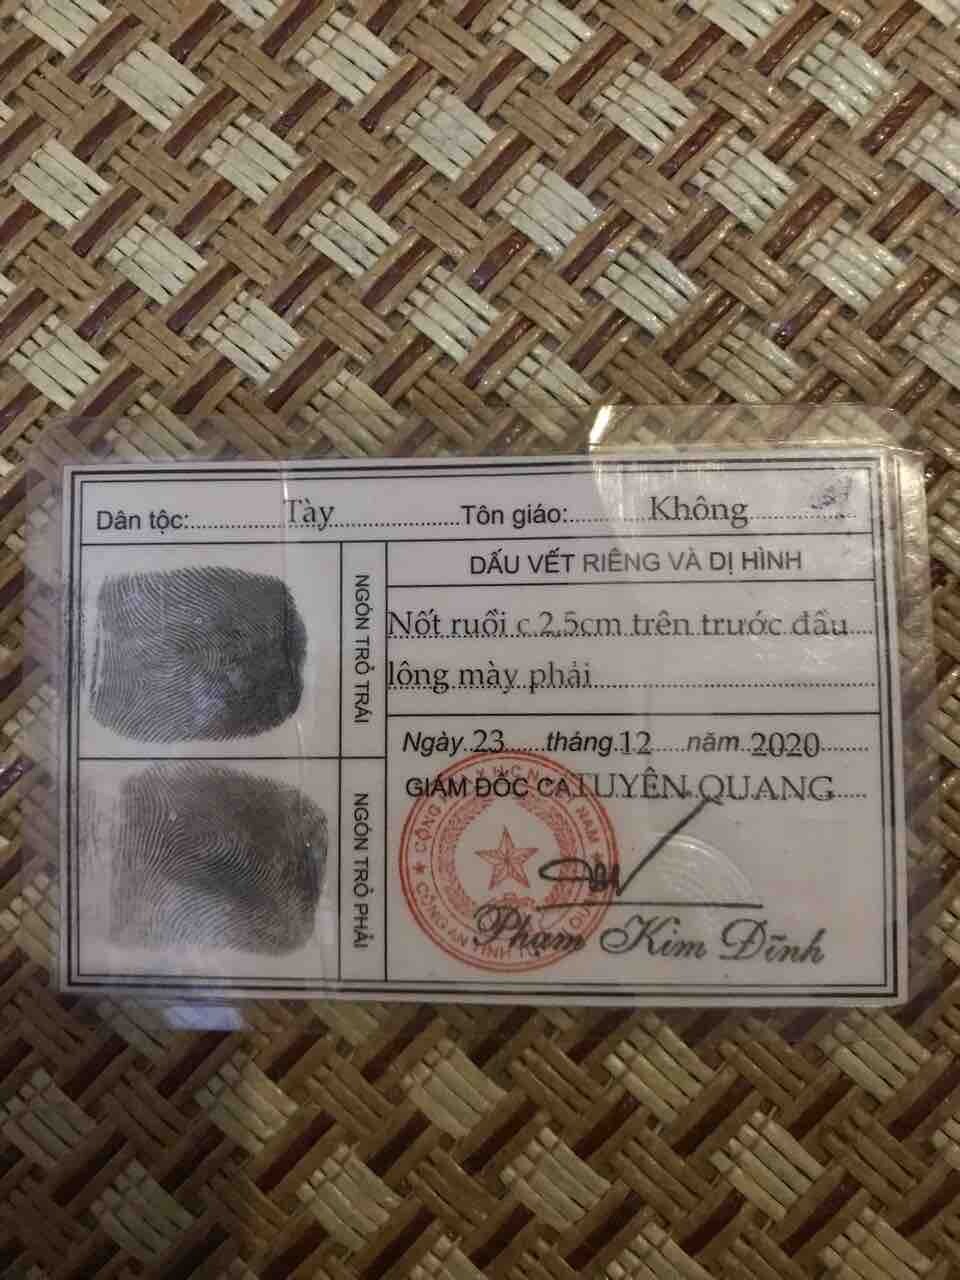 Dân tộc: Tày Tôn giáo: Không
DẤU VẾT RIÊNG VÀ DỊ HÌNH
NGÓN TRỎ TRÁI
Nốt ruồi c 2,5cm trên trước đầu
lông mày phải
Ngày 23 tháng 12 năm 2020
GIÁM ĐỐC CA TUYÊN QUANG
NGÓN TRỎ PHẢI
Phạm Kim Đĩnh